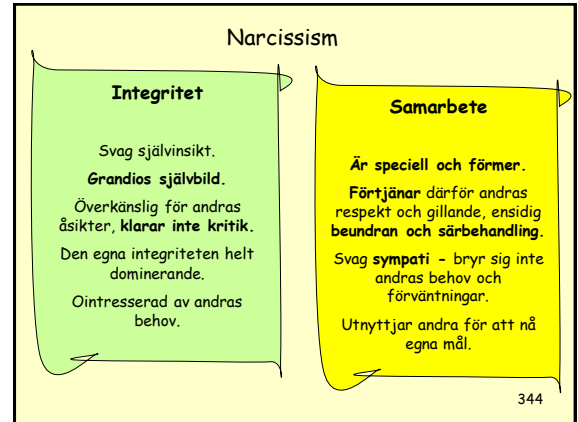 Narcissism
Integritet
Svag självinsikt.
Grandios självbild.
Överkänslig för andras
åsikter, klarar inte kritik.
Den egna integriteten helt
dominerande.
Ointresserad av andras
behov.
Samarbete
Är speciell och förmer.
Förtjänar därför andras
respekt och gillande, ensidig
beundran och särbehandling.
Svag sympati - bryr sig inte
andras behov och
förväntningar.
Utnyttjar andra för att nå
egna mål.
344